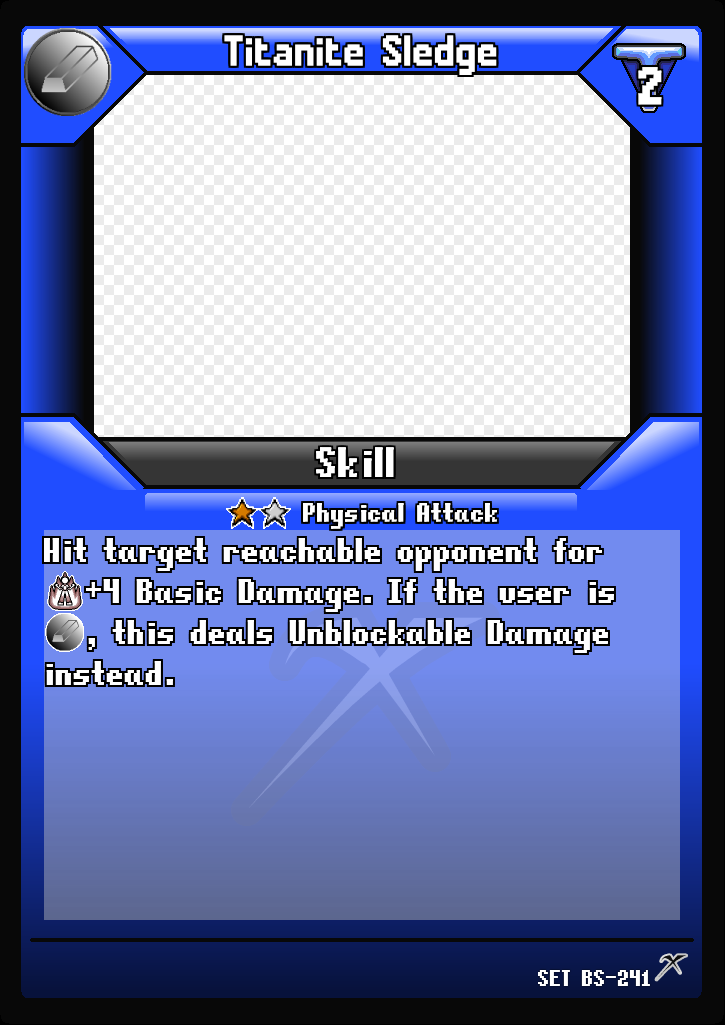 Titanite Sledge
2
Skill
Physical Attack
Hit target reachable opponent for
+4 Basic Damage. If the user is
, this deals Unblockable Damage
instead.
SET BS-241